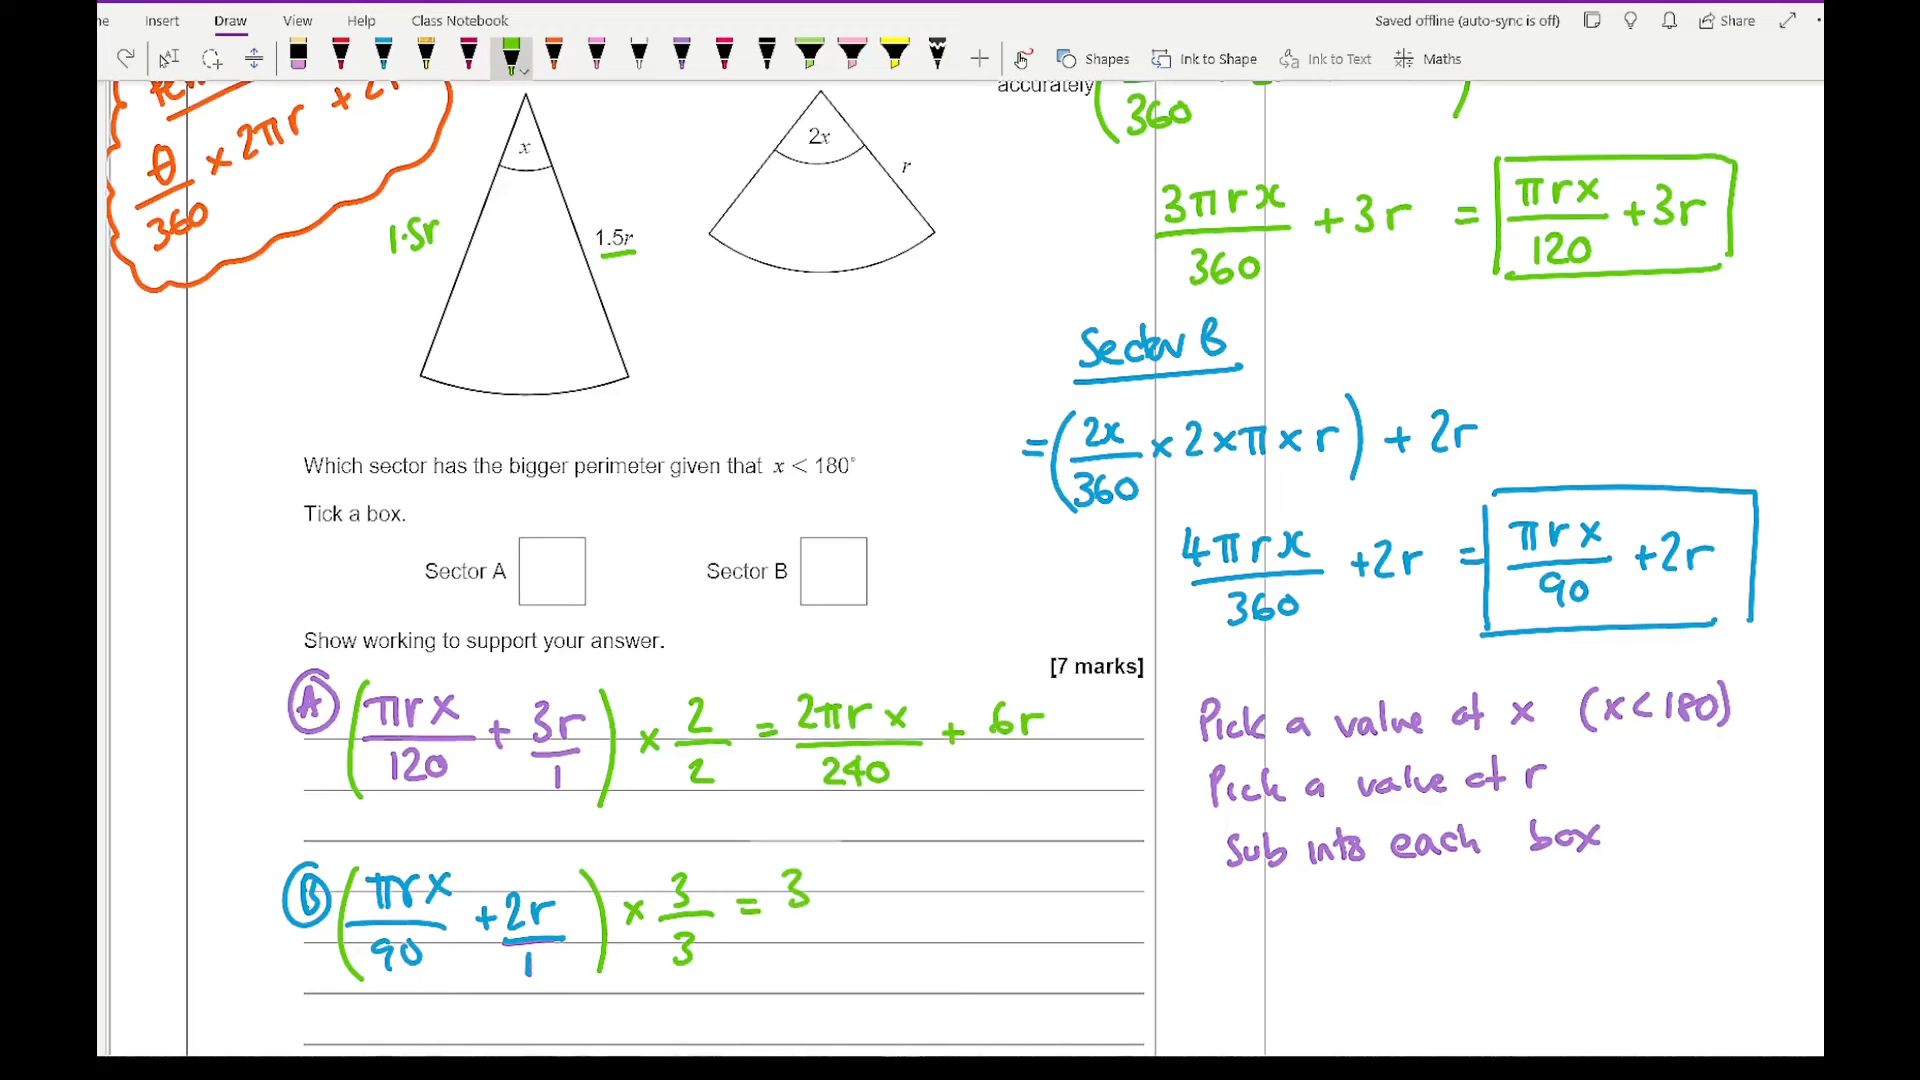 Insert Draw View Help Class Notebook Saved offline (auto-sync is off) Share
Shapes Ink to Shape Ink to Text Maths
accurately
θ/360 × 2πr +
x
1.5r
1.5r
2x
r
360
3πrx/360 + 3r = πrx/120 + 3r
Sector B
= (2x/360 × 2 × π × r) + 2r
4πrx/360 + 2r = πrx/90 + 2r
Which sector has the bigger perimeter given that x < 180°
Tick a box.
Sector A Sector B
Show working to support your answer.
[7 marks]
A (πrx/120 + 3r/1) × 2/2 = 2πrx/240 + 6r
B (πrx/90 + 2r/1) × 3/3 = 3
Pick a value of x (x < 180)
Pick a value of r
Sub into each box